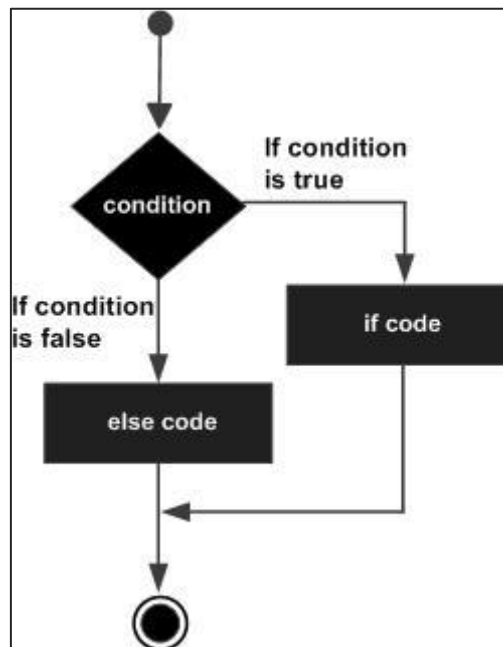 If condition
is true
condition
If condition
is false
if code
else code